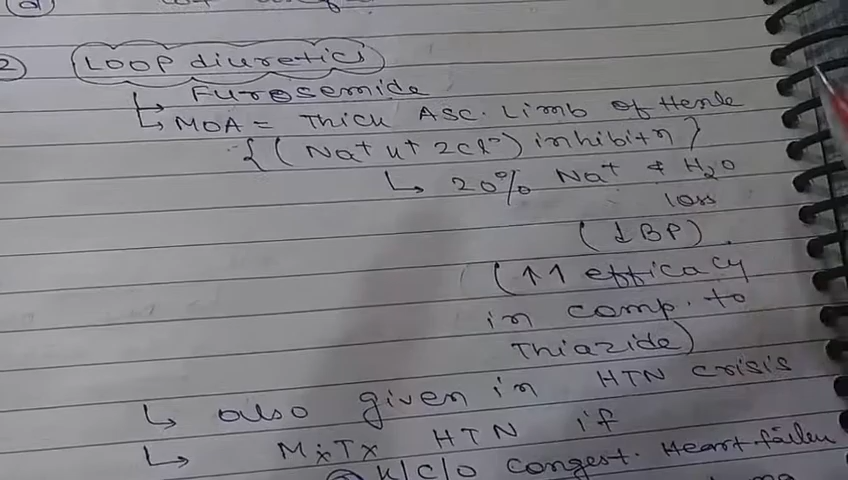 ② LOOP diuretics
↳ Furosemide
↳ MOA = Thick Asc. Limb of Henle
{(Na+ K+ 2Cl-) inhibitn}
↳ 20% Na+ & H2O
loss
(↓BP).
(↑↑ efficacy
in comp. to
Thiazide)
↳ also given in HTN crisis
↳ M×Tx HTN if
K/C/O congest. Heart failen